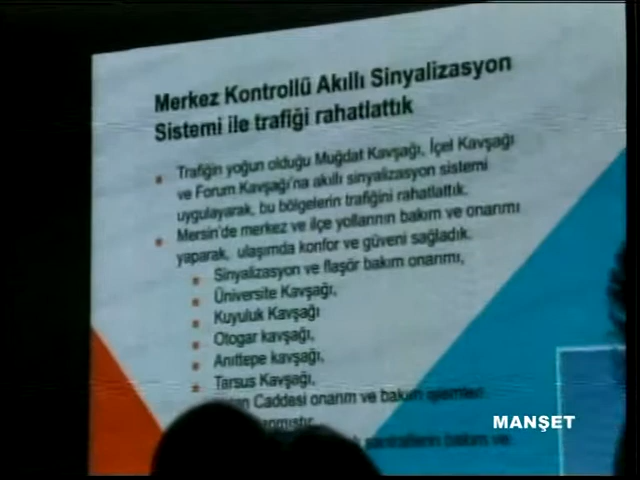 Merkez Kontrollü Akıllı Sinyalizasyon
Sistemi ile trafiği rahatlattık
Trafiğin yoğun olduğu Muğdat Kavşağı, İçel Kavşağı
ve Forum Kavşağı'na akıllı sinyalizasyon sistemi
uygulayarak, bu bölgelerin trafiğini rahatlattık.
Mersin'de merkez ve ilçe yollarının bakım ve onarımı
yaparak, ulaşımda konfor ve güveni sağladık.
Sinyalizasyon ve flaşör bakım onarımı,
Üniversite Kavşağı,
Kuyuluk Kavşağı
Otogar kavşağı,
Anıttepe kavşağı,
Tarsus Kavşağı,
Caddesi onarım ve bakım işlemleri
bakım ve
MANŞET